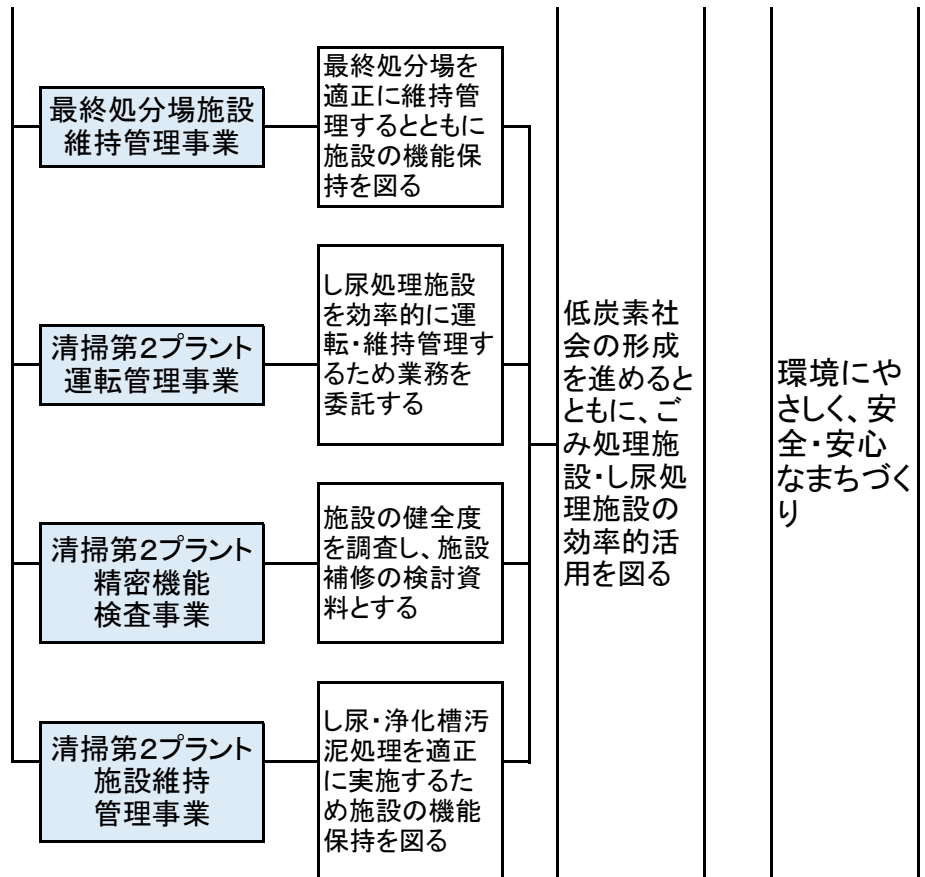 最終処分場施設
維持管理事業
最終処分場を
適正に維持管
理するとともに
施設の機能保
持を図る
清掃第２プラント
運転管理事業
し尿処理施設
を効率的に運
転・維持管理す
るため業務を
委託する
清掃第２プラント
精密機能
検査事業
施設の健全度
を調査し、施設
補修の検討資
料とする
清掃第２プラント
施設維持
管理事業
し尿・浄化槽汚
泥処理を適正
に実施するた
め施設の機能
保持を図る
低炭素社
会の形成
を進めると
ともに、ご
み処理施
設・し尿処
理施設の
効率的活
用を図る
環境にや
さしく、安
全・安心
なまちづく
り